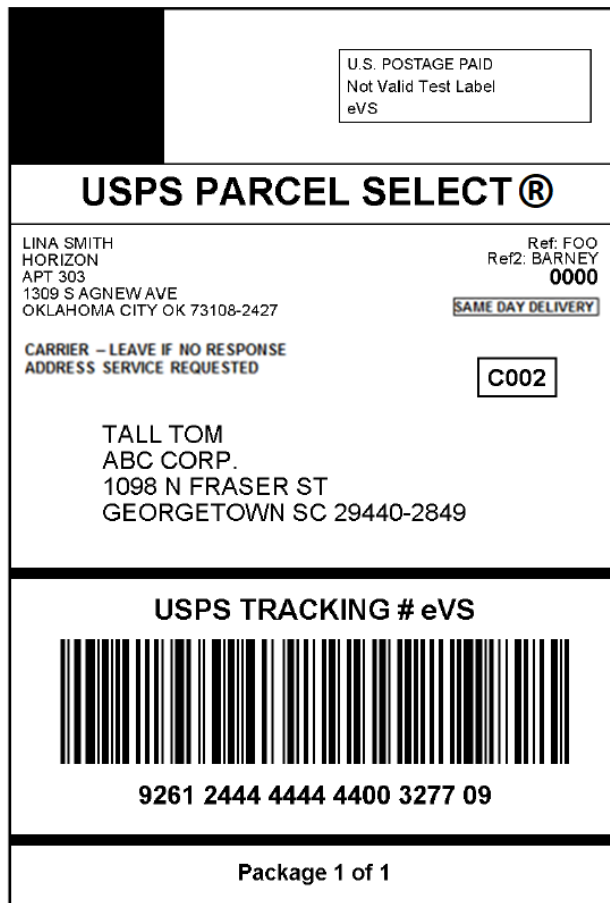 U.S. POSTAGE PAID
Not Valid Test Label
eVS
USPS PARCEL SELECT®
LINA SMITH
HORIZON
APT 303
1309 S AGNEW AVE
OKLAHOMA CITY OK 73108-2427
Ref: FOO
Ref2: BARNEY
0000
SAME DAY DELIVERY
CARRIER – LEAVE IF NO RESPONSE
ADDRESS SERVICE REQUESTED
C002
TALL TOM
ABC CORP.
1098 N FRASER ST
GEORGETOWN SC 29440-2849
USPS TRACKING # eVS
9261 2444 4444 4400 3277 09
Package 1 of 1